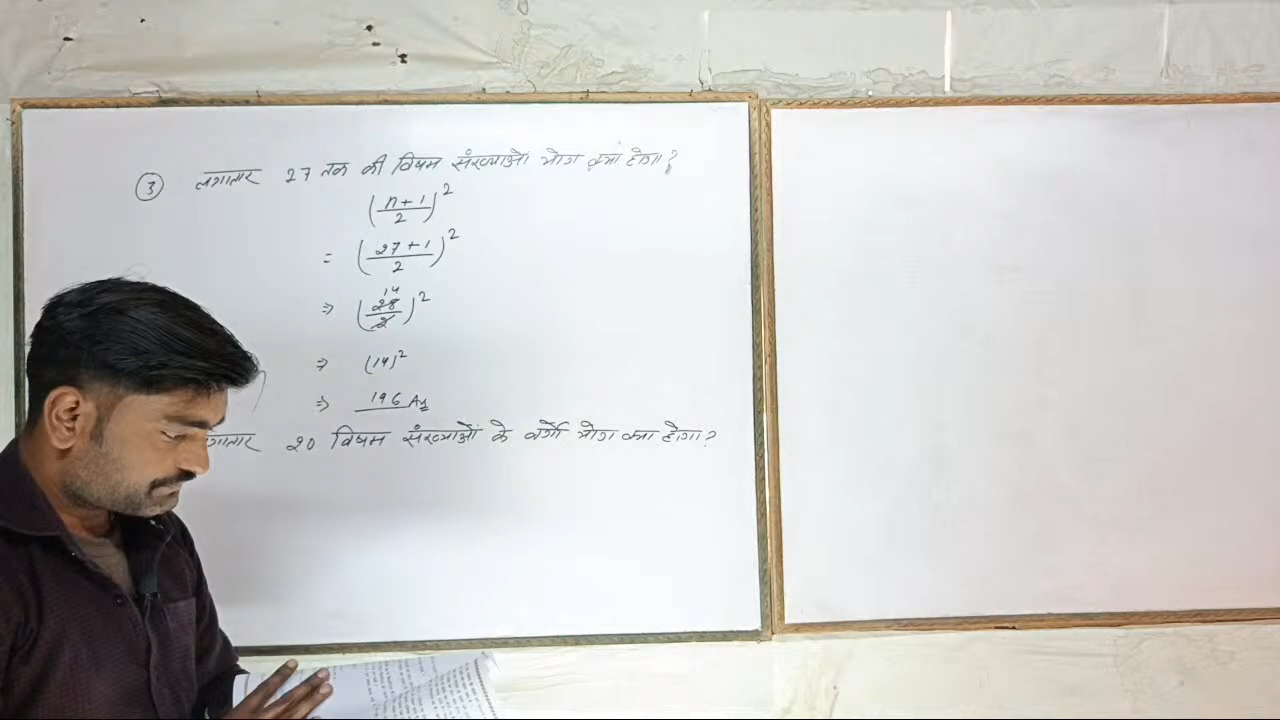 ③ लगातार 27 तक की विषम संख्याओं योग क्या होगा?
(n+1/2)²
= (27+1/2)²
⇒ (28/2)² 14
⇒ (14)²
⇒ 196 Ans
लगातार 20 विषम संख्याओं के वर्गों योग क्या होगा?